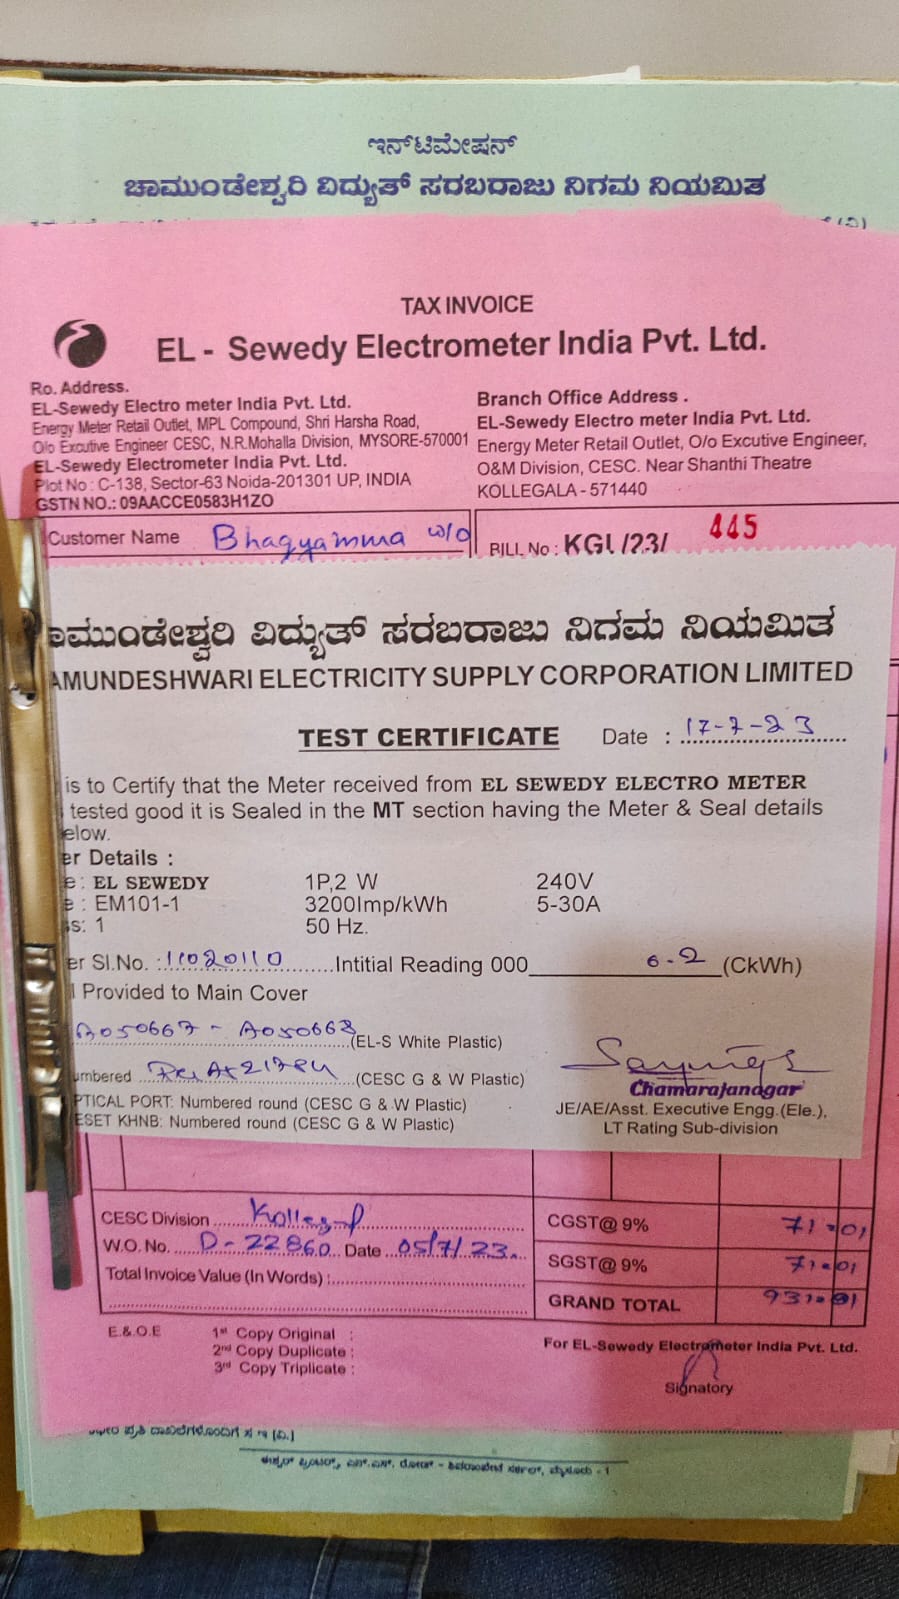 ಇನ್‌ಟಿಮೇಷನ್
ಚಾಮುಂಡೇಶ್ವರಿ ವಿದ್ಯುತ್ ಸರಬರಾಜು ನಿಗಮ ನಿಯಮಿತ
TAX INVOICE
EL - Sewedy Electrometer India Pvt. Ltd.
Ro. Address.
EL-Sewedy Electro meter India Pvt. Ltd.
Energy Meter Retail Outlet, MPL Compound, Shri Harsha Road,
O/o Excutive Engineer CESC, N.R.Mohalla Division, MYSORE-570001
EL-Sewedy Electrometer India Pvt. Ltd.
Plot No : C-138, Sector-63 Noida-201301 UP, INDIA
GSTN NO.: 09AACCE0583H1ZO
Branch Office Address .
EL-Sewedy Electro meter India Pvt. Ltd.
Energy Meter Retail Outlet, O/o Excutive Engineer,
O&M Division, CESC. Near Shanthi Theatre
KOLLEGALA - 571440
Customer Name Bhagyamma w/o
BILL No : KGL/23/ 445
ಾಮುಂಡೇಶ್ವರಿ ವಿದ್ಯುತ್ ಸರಬರಾಜು ನಿಗಮ ನಿಯಮಿತ
AMUNDESHWARI ELECTRICITY SUPPLY CORPORATION LIMITED
TEST CERTIFICATE Date : 17-7-23
is to Certify that the Meter received from EL SEWEDY ELECTRO METER
tested good it is Sealed in the MT section having the Meter & Seal details
elow.
er Details :
e : EL SEWEDY 1P,2 W 240V
e : EM101-1 3200Imp/kWh 5-30A
s: 1 50 Hz.
er Sl.No. : 11020110 Intitial Reading 000 6.2 (CkWh)
l Provided to Main Cover
A050667 - A050668 (EL-S White Plastic)
umbered (CESC G & W Plastic)
PTICAL PORT: Numbered round (CESC G & W Plastic)
ESET KHNB: Numbered round (CESC G & W Plastic)
Chamarajanagar
JE/AE/Asst. Executive Engg.(Ele.),
LT Rating Sub-division
CESC Division
W.O. No. D-22860 Date 05/7/23.
Total Invoice Value (In Words) :
CGST@ 9% 71.01
SGST@ 9% 71.01
GRAND TOTAL
E.& O.E
1st Copy Original :
2nd Copy Duplicate :
3rd Copy Triplicate :
For EL-Sewedy Electrometer India Pvt. Ltd.
Signatory